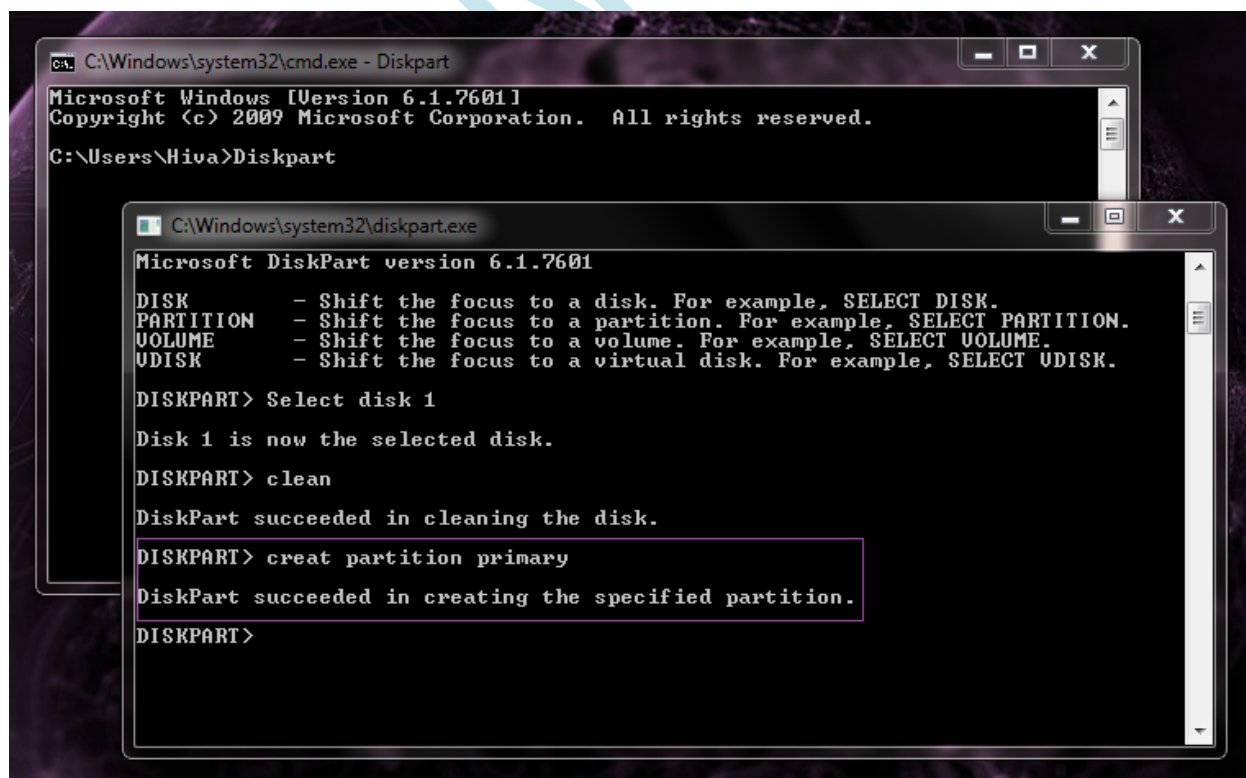 C:\Windows\system32\cmd.exe - Diskpart
Microsoft Windows [Version 6.1.7601]
Copyright (c) 2009 Microsoft Corporation.  All rights reserved.
C:\Users\Hiva>Diskpart
C:\Windows\system32\diskpart.exe
Microsoft DiskPart version 6.1.7601
DISK        - Shift the focus to a disk. For example, SELECT DISK.
PARTITION   - Shift the focus to a partition. For example, SELECT PARTITION.
VOLUME      - Shift the focus to a volume. For example, SELECT VOLUME.
VDISK       - Shift the focus to a virtual disk. For example, SELECT VDISK.
DISKPART> Select disk 1
Disk 1 is now the selected disk.
DISKPART> clean
DiskPart succeeded in cleaning the disk.
DISKPART> creat partition primary
DiskPart succeeded in creating the specified partition.
DISKPART>